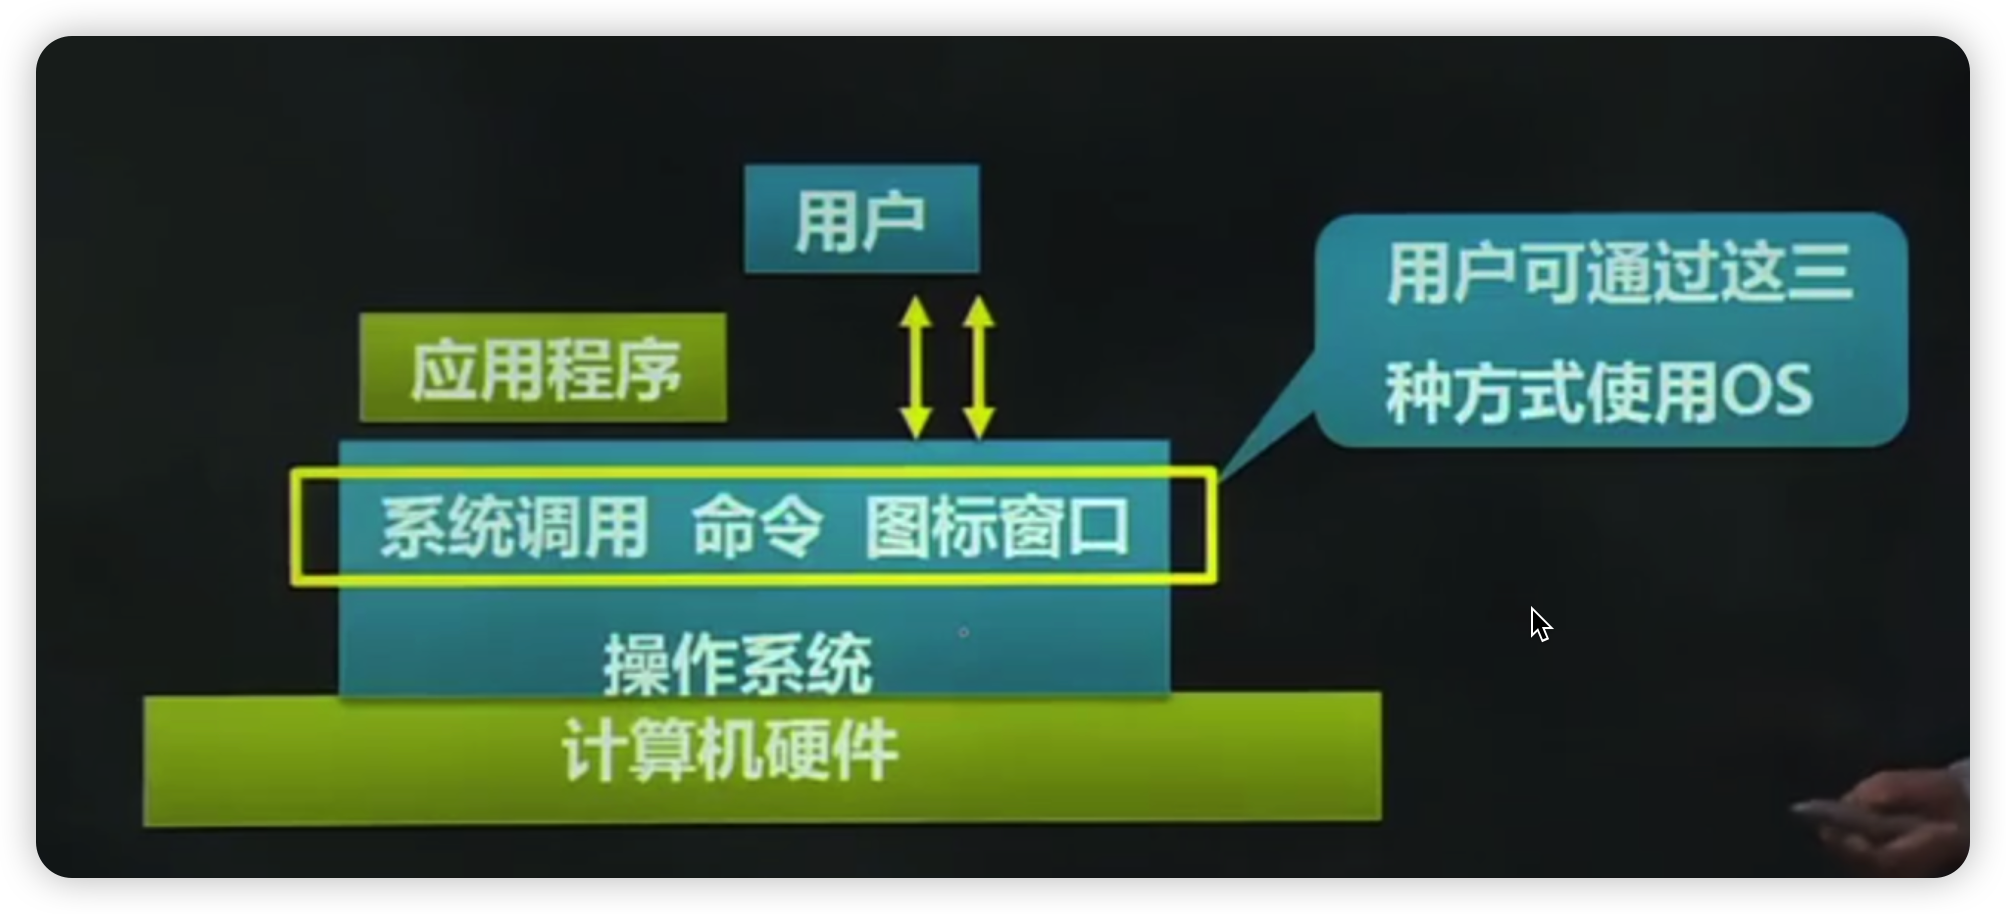 用户
用户可通过这三
种方式使用OS
应用程序
系统调用 命令 图标窗口
操作系统
计算机硬件